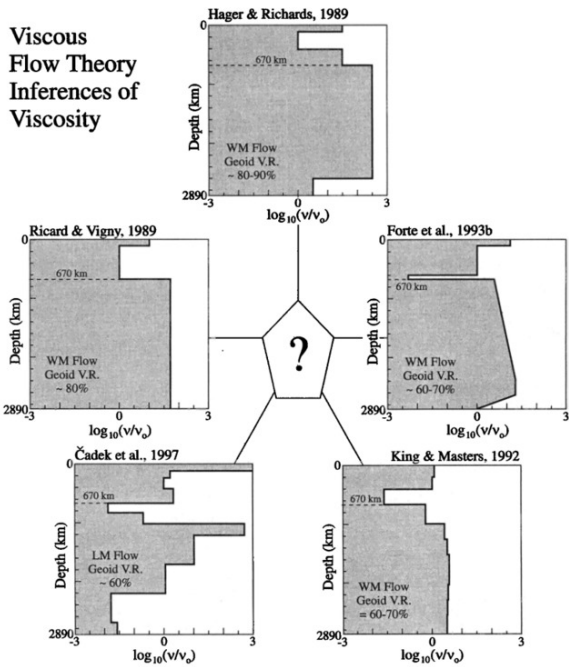 Viscous
Flow Theory
Inferences of
Viscosity
Hager & Richards, 1989
0
670 km
Depth (km)
WM Flow
Geoid V.R.
~ 80-90%
2890
-3 0 3
log10(ν/νo)
Ricard & Vigny, 1989
0
670 km
Depth (km)
WM Flow
Geoid V.R.
~ 80%
2890
-3 0 3
log10(ν/νo)
Forte et al., 1993b
0
670 km
Depth (km)
WM Flow
Geoid V.R.
~ 60-70%
2890
-3 0 3
log10(ν/νo)
?
Čadek et al., 1997
0
670 km
Depth (km)
LM Flow
Geoid V.R.
~ 60%
2890
-3 0 3
log10(ν/νo)
King & Masters, 1992
0
670 km
Depth (km)
WM Flow
Geoid V.R.
= 60-70%
2890
-3 0 3
log10(ν/νo)